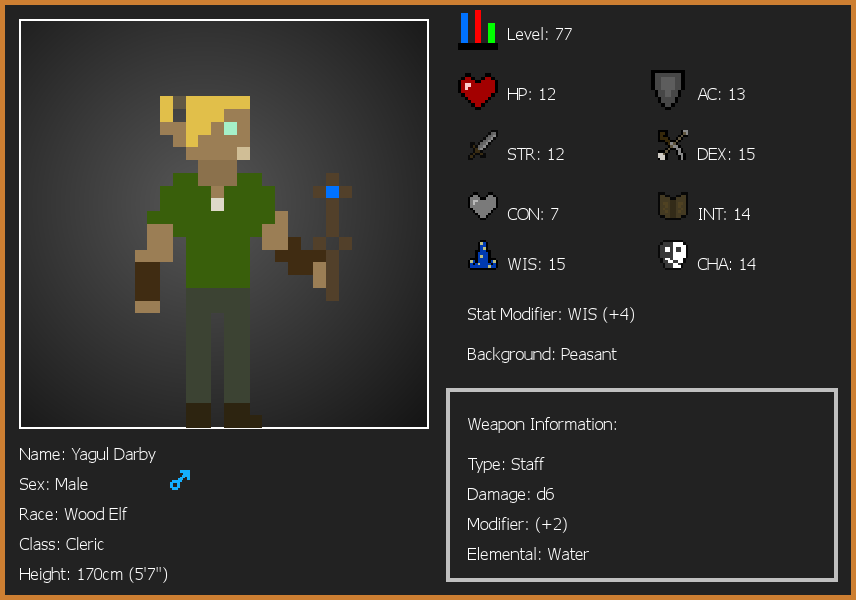 Level: 77
HP: 12
AC: 13
STR: 12
DEX: 15
CON: 7
INT: 14
WIS: 15
CHA: 14
Stat Modifier: WIS (+4)
Background: Peasant
Weapon Information:
Type: Staff
Damage: d6
Modifier: (+2)
Elemental: Water
Name: Yagul Darby
Sex: Male
Race: Wood Elf
Class: Cleric
Height: 170cm (5'7")